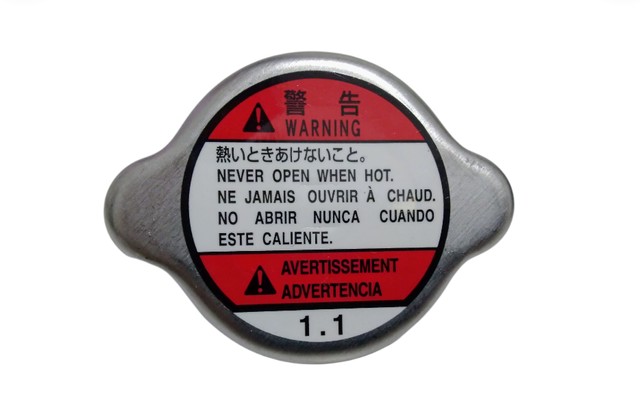 警告
WARNING
熱いときあけないこと。
NEVER OPEN WHEN HOT.
NE JAMAIS OUVRIR À CHAUD.
NO ABRIR NUNCA CUANDO
ESTE CALIENTE.
AVERTISSEMENT
ADVERTENCIA
1.1